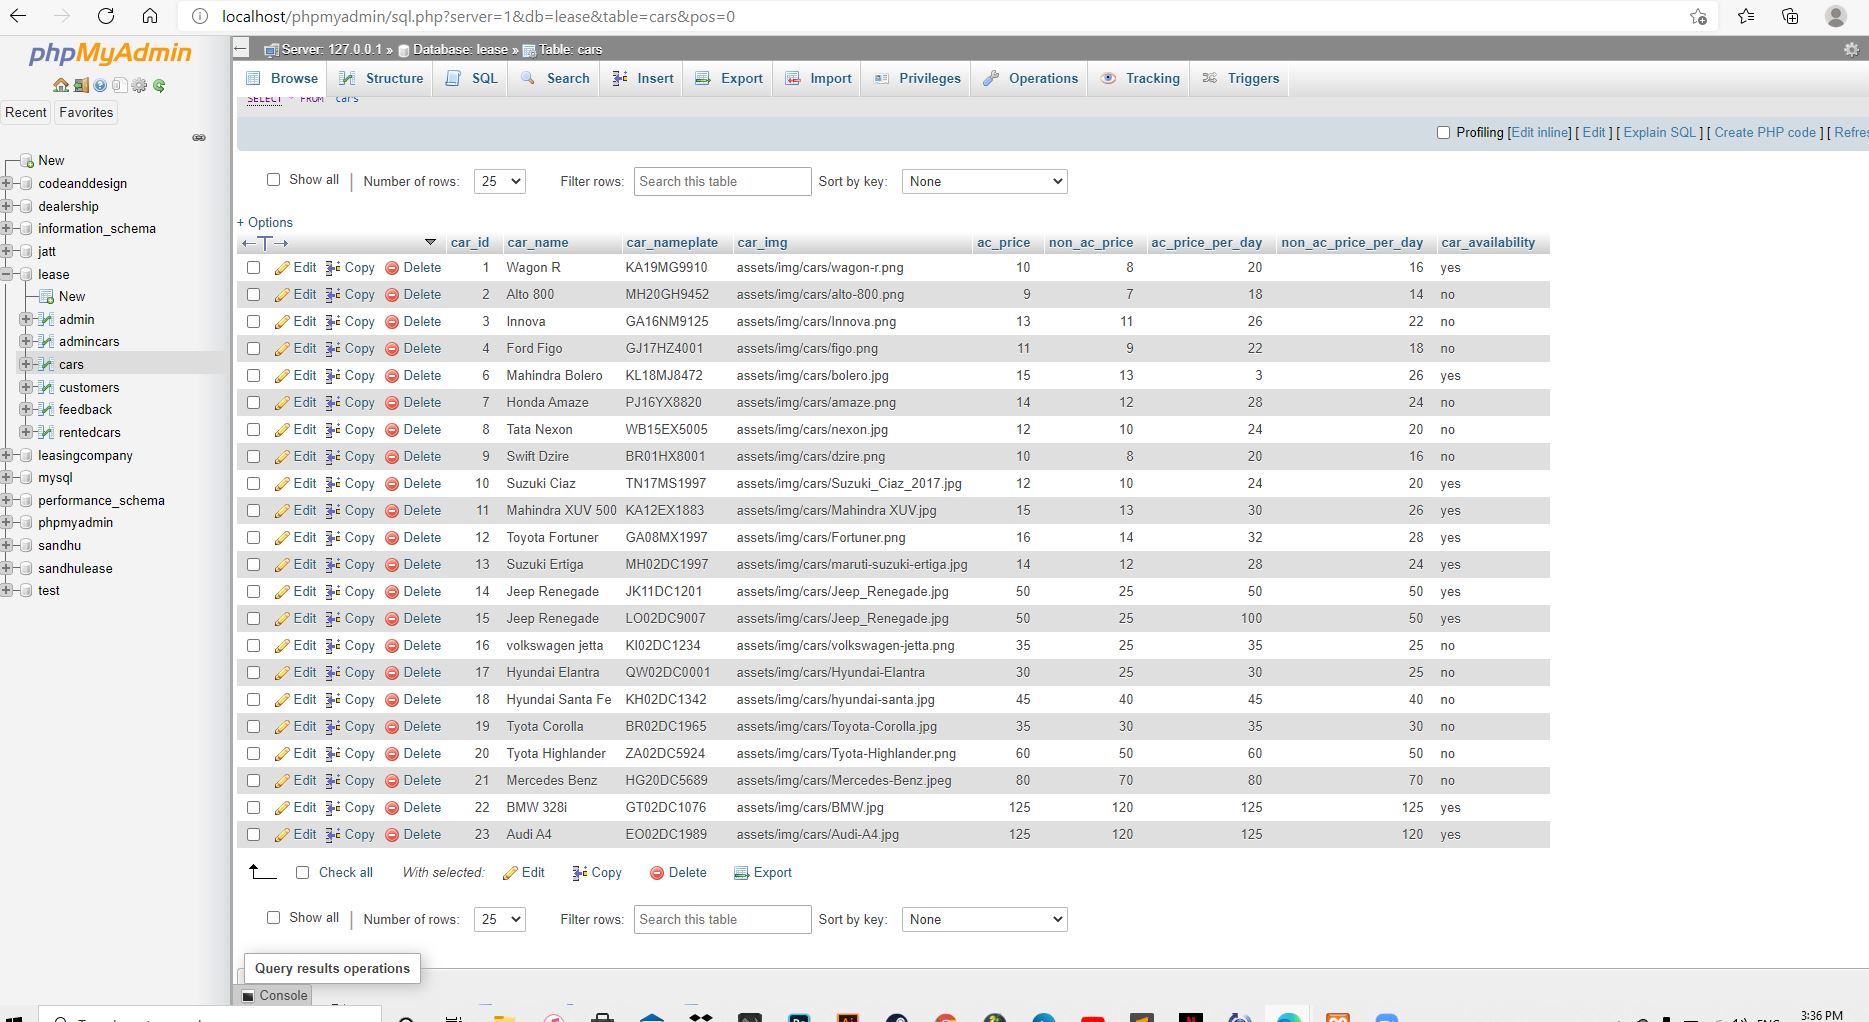 localhost/phpmyadmin/sql.php?server=1&db=lease&table=cars&pos=0
phpMyAdmin
Server: 127.0.0.1 » Database: lease » Table: cars
Browse Structure SQL Search Insert Export Import Privileges Operations Tracking Triggers
Recent Favorites
SELECT * FROM `cars`
Profiling [Edit inline] [ Edit ] [ Explain SQL ] [ Create PHP code ] [ Refres
New
codeanddesign
dealership
information_schema
jatt
lease
New
admin
admincars
cars
customers
feedback
rentedcars
leasingcompany
mysql
performance_schema
phpmyadmin
sandhu
sandhulease
test
Show all | Number of rows: 25 Filter rows: Search this table Sort by key: None
+ Options
←T→ car_id car_name car_nameplate car_img ac_price non_ac_price ac_price_per_day non_ac_price_per_day car_availability
Edit Copy Delete 1 Wagon R KA19MG9910 assets/img/cars/wagon-r.png 10 8 20 16 yes
Edit Copy Delete 2 Alto 800 MH20GH9452 assets/img/cars/alto-800.png 9 7 18 14 no
Edit Copy Delete 3 Innova GA16NM9125 assets/img/cars/Innova.png 13 11 26 22 no
Edit Copy Delete 4 Ford Figo GJ17HZ4001 assets/img/cars/figo.png 11 9 22 18 no
Edit Copy Delete 6 Mahindra Bolero KL18MJ8472 assets/img/cars/bolero.jpg 15 13 3 26 yes
Edit Copy Delete 7 Honda Amaze PJ16YX8820 assets/img/cars/amaze.png 14 12 28 24 no
Edit Copy Delete 8 Tata Nexon WB15EX5005 assets/img/cars/nexon.jpg 12 10 24 20 no
Edit Copy Delete 9 Swift Dzire BR01HX8001 assets/img/cars/dzire.png 10 8 20 16 no
Edit Copy Delete 10 Suzuki Ciaz TN17MS1997 assets/img/cars/Suzuki_Ciaz_2017.jpg 12 10 24 20 yes
Edit Copy Delete 11 Mahindra XUV 500 KA12EX1883 assets/img/cars/Mahindra XUV.jpg 15 13 30 26 yes
Edit Copy Delete 12 Toyota Fortuner GA08MX1997 assets/img/cars/Fortuner.png 16 14 32 28 yes
Edit Copy Delete 13 Suzuki Ertiga MH02DC1997 assets/img/cars/maruti-suzuki-ertiga.jpg 14 12 28 24 yes
Edit Copy Delete 14 Jeep Renegade JK11DC1201 assets/img/cars/Jeep_Renegade.jpg 50 25 50 50 yes
Edit Copy Delete 15 Jeep Renegade LO02DC9007 assets/img/cars/Jeep_Renegade.jpg 50 25 100 50 yes
Edit Copy Delete 16 volkswagen jetta KI02DC1234 assets/img/cars/volkswagen-jetta.png 35 25 35 25 no
Edit Copy Delete 17 Hyundai Elantra QW02DC0001 assets/img/cars/Hyundai-Elantra 30 25 30 25 no
Edit Copy Delete 18 Hyundai Santa Fe KH02DC1342 assets/img/cars/hyundai-santa.jpg 45 40 45 40 no
Edit Copy Delete 19 Tyota Corolla BR02DC1965 assets/img/cars/Toyota-Corolla.jpg 35 30 35 30 no
Edit Copy Delete 20 Tyota Highlander ZA02DC5924 assets/img/cars/Tyota-Highlander.png 60 50 60 50 no
Edit Copy Delete 21 Mercedes Benz HG20DC5689 assets/img/cars/Mercedes-Benz.jpeg 80 70 80 70 no
Edit Copy Delete 22 BMW 328i GT02DC1076 assets/img/cars/BMW.jpg 125 120 125 125 yes
Edit Copy Delete 23 Audi A4 EO02DC1989 assets/img/cars/Audi-A4.jpg 125 120 125 120 yes
Check all With selected: Edit Copy Delete Export
Show all | Number of rows: 25 Filter rows: Search this table Sort by key: None
Query results operations
Console
3:36 PM